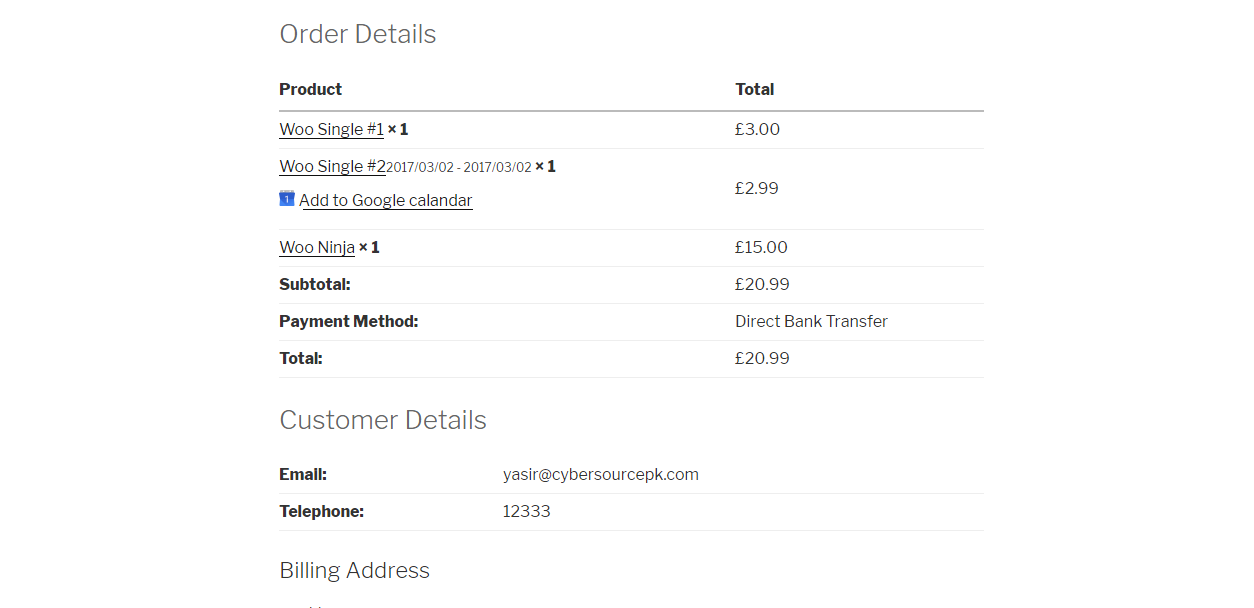 Order Details
Product Total
Woo Single #1 × 1 £3.00
Woo Single #22017/03/02 - 2017/03/02 × 1
£2.99
1 Add to Google calandar
Woo Ninja × 1 £15.00
Subtotal: £20.99
Payment Method: Direct Bank Transfer
Total: £20.99
Customer Details
Email: yasir@cybersourcepk.com
Telephone: 12333
Billing Address